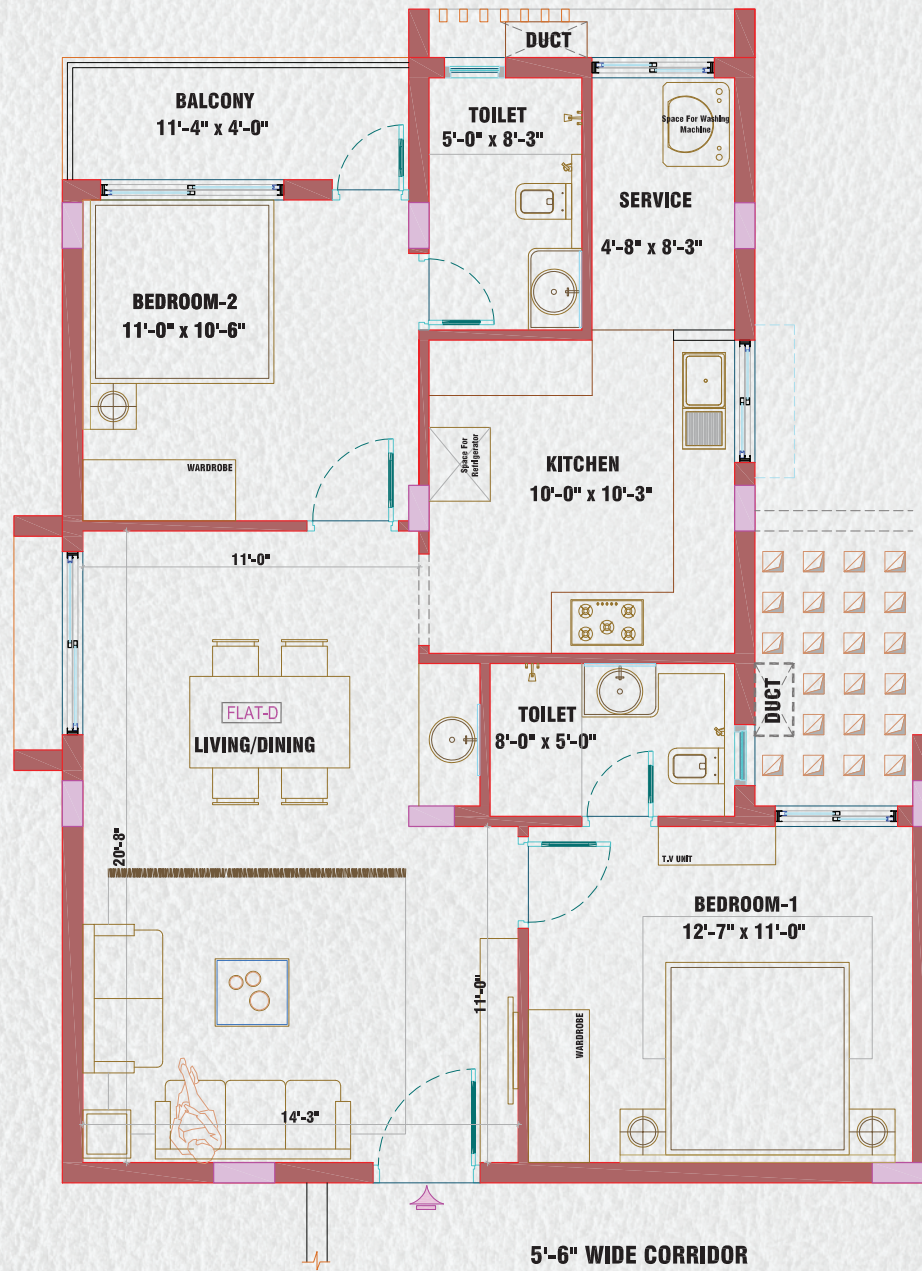 DUCT
BALCONY
11'-4" x 4'-0"
TOILET
5'-0" x 8'-3"
Space For Washing
Machine
SERVICE
4'-8" x 8'-3"
BEDROOM-2
11'-0" x 10'-6"
WARDROBE
Space For
Refridgerator
KITCHEN
10'-0" x 10'-3"
11'-0"
FLAT-D
LIVING/DINING
TOILET
8'-0" x 5'-0"
DUCT
20'-8"
T.V UNIT
BEDROOM-1
12'-7" x 11'-0"
11'-0"
WARDROBE
14'-3"
5'-6" WIDE CORRIDOR